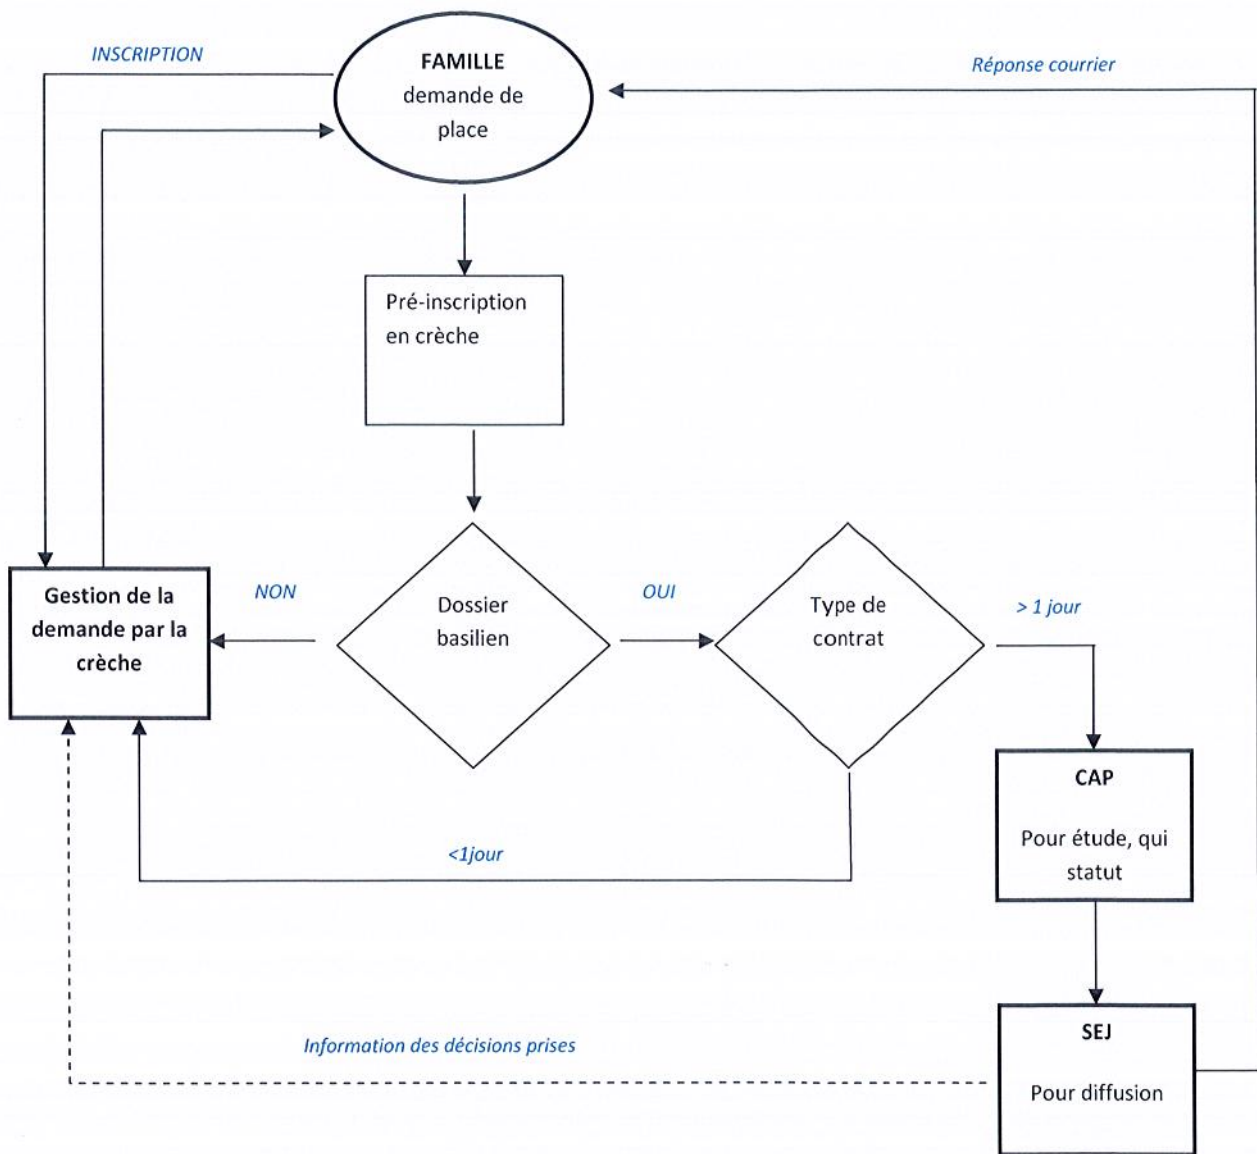 INSCRIPTION
FAMILLE
demande de
place
Réponse courrier
Pré-inscription
en crèche
Gestion de la
demande par la
crèche
NON
Dossier
basilien
OUI
Type de
contrat
> 1 jour
CAP
Pour étude, qui
statut
<1jour
SEJ
Pour diffusion
Information des décisions prises